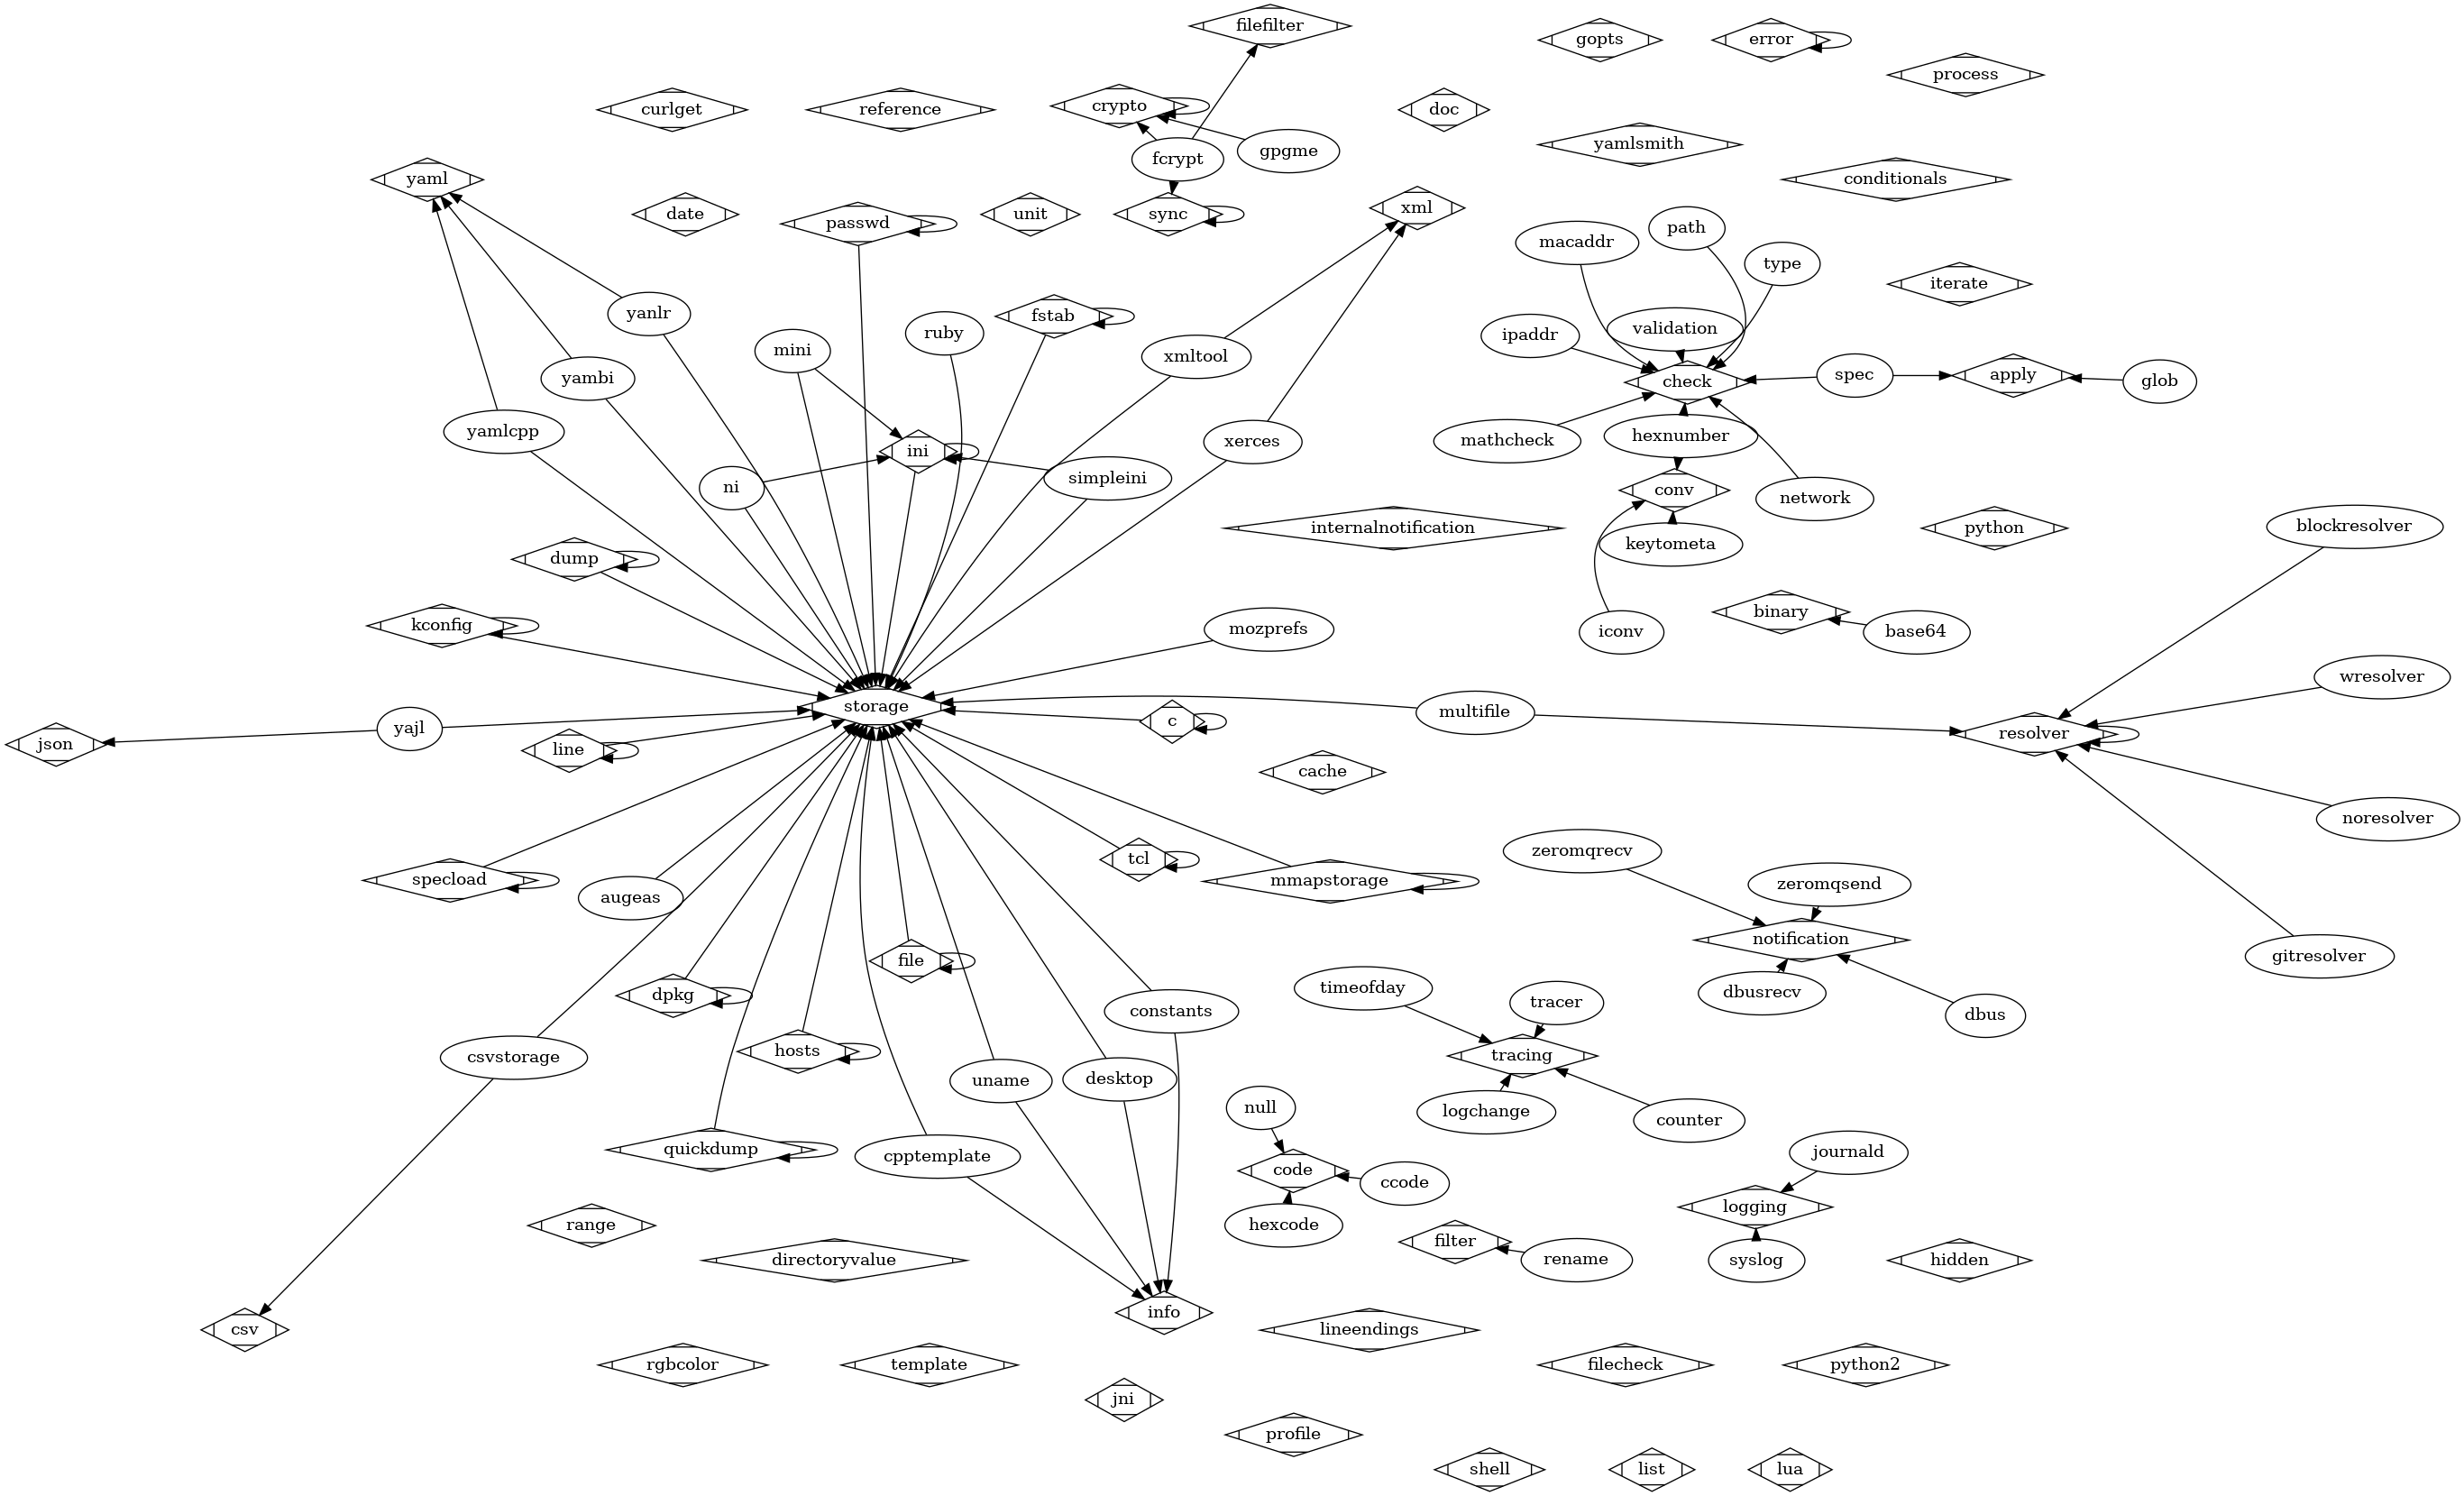 filefilter
gopts
error
process
curlget
reference
crypto
doc
fcrypt
gpgme
yamlsmith
yaml
conditionals
date
passwd
unit
sync
xml
macaddr
path
type
iterate
yanlr
mini
ruby
fstab
xmltool
ipaddr
validation
yambi
check
spec
apply
glob
yamlcpp
ini
xerces
mathcheck
hexnumber
ni
simpleini
conv
network
internalnotification
python
blockresolver
dump
keytometa
kconfig
mozprefs
iconv
binary
base64
wresolver
storage
yajl
c
multifile
json
line
resolver
cache
noresolver
specload
augeas
tcl
mmapstorage
zeromqrecv
zeromqsend
notification
gitresolver
file
dpkg
timeofday
tracer
dbusrecv
dbus
constants
csvstorage
hosts
uname
desktop
tracing
null
logchange
counter
quickdump
cpptemplate
code
ccode
journald
logging
range
hexcode
filter
rename
syslog
directoryvalue
hidden
csv
info
lineendings
rgbcolor
template
filecheck
python2
jni
profile
shell
list
lua